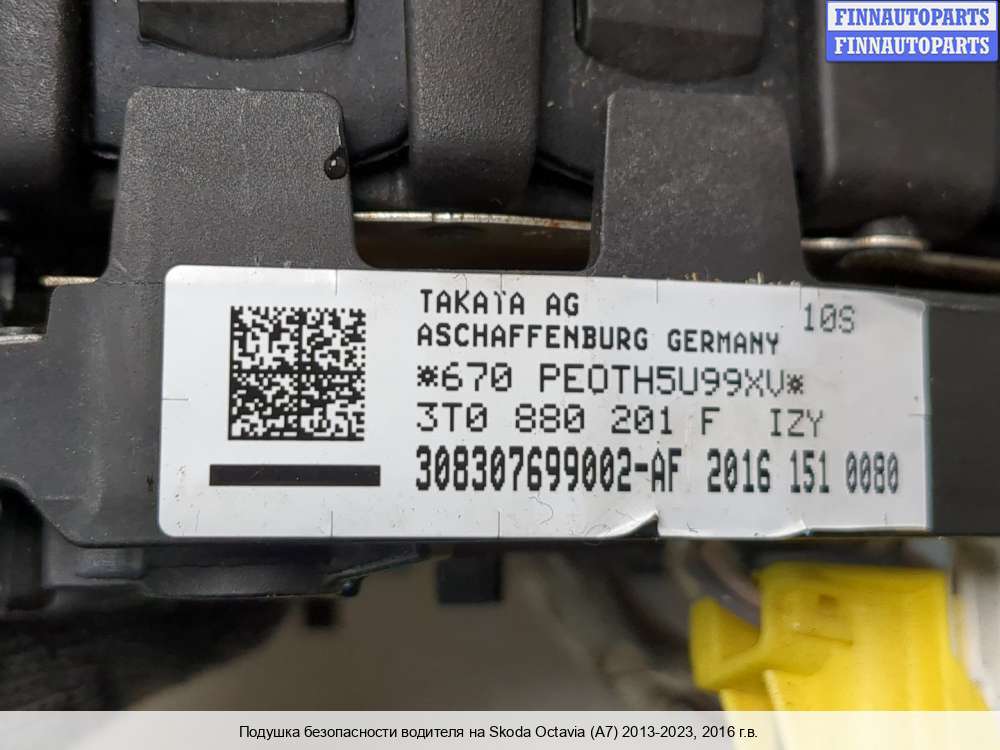 FINNAUTOPARTS
FINNAUTOPARTS
TAKATA AG
10S
ASCHAFFENBURG GERMANY
*670 PEOTH5U99XV*
3T0 880 201 F IZY
308307699002-AF 2016 151 0080
Подушка безопасности водителя на Skoda Octavia (A7) 2013-2023, 2016 г.в.